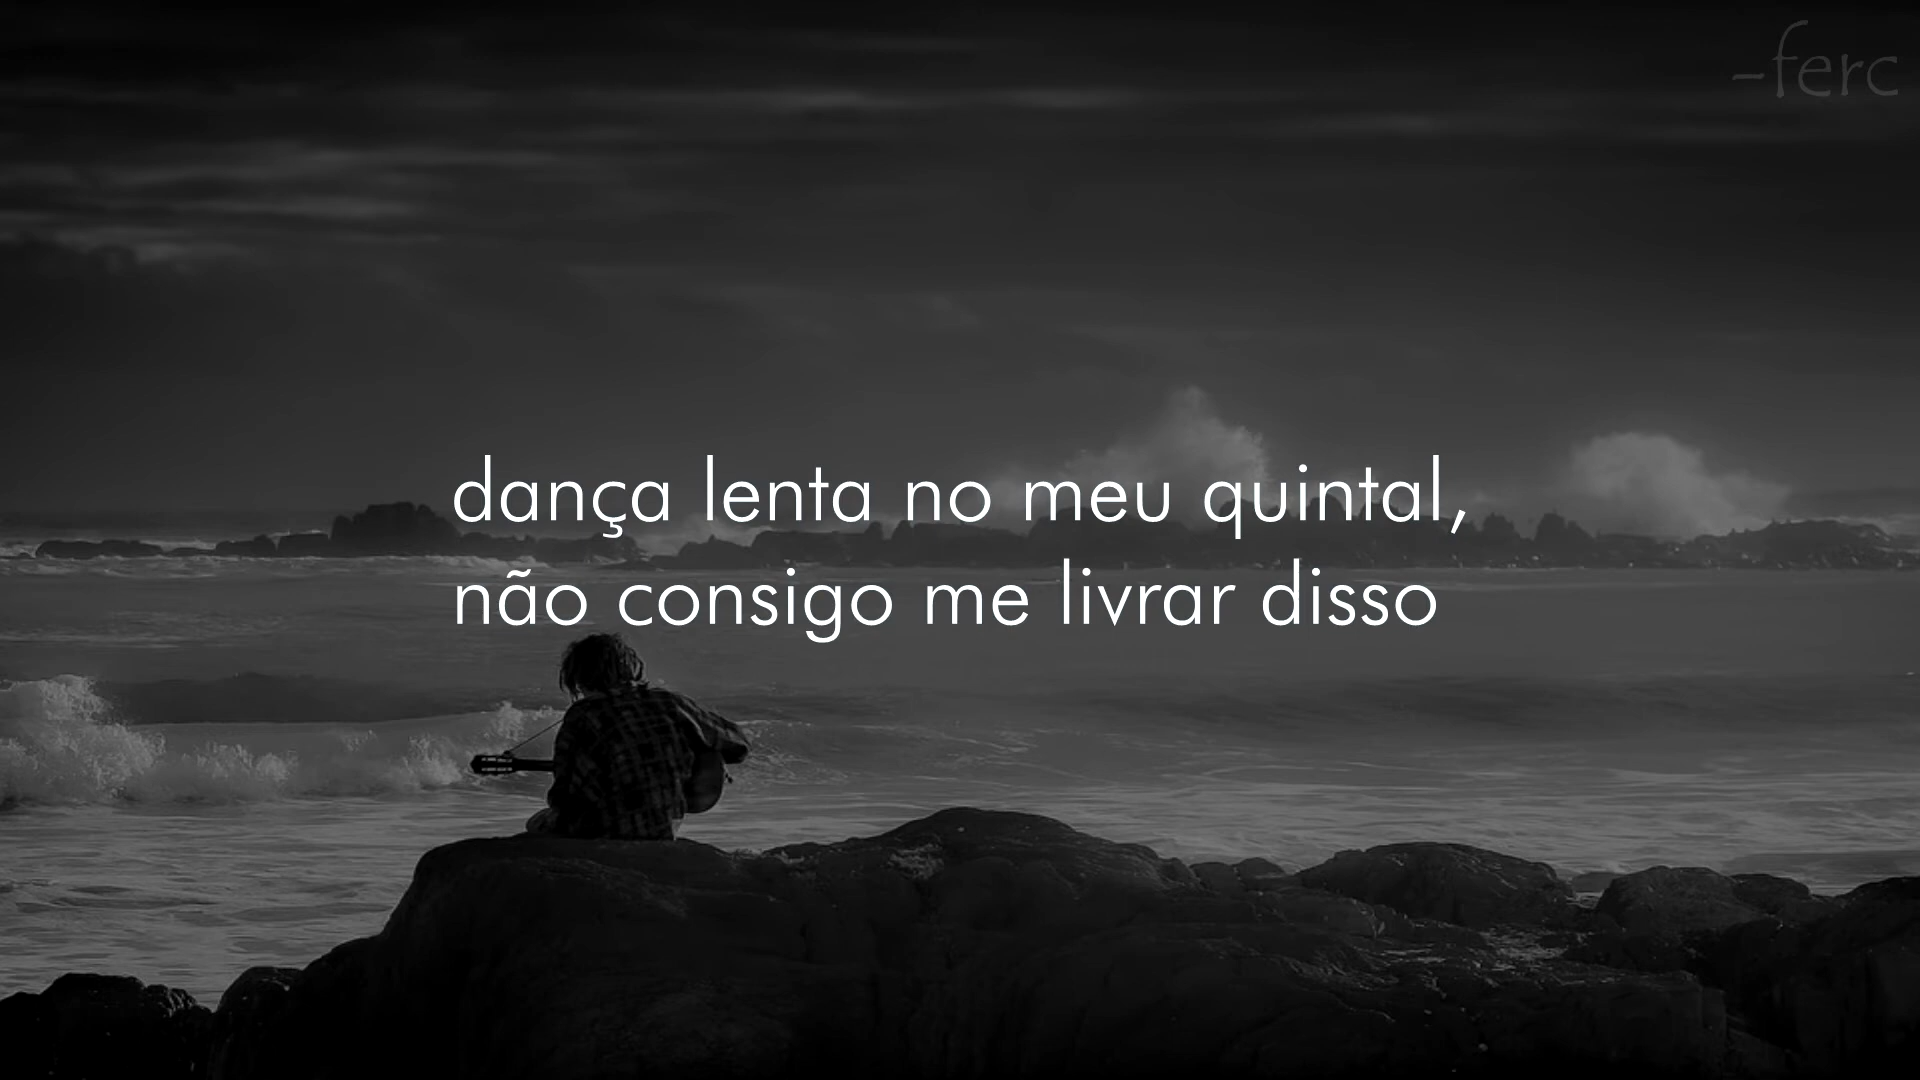 -ferc
dança lenta no meu quintal,
não consigo me livrar disso